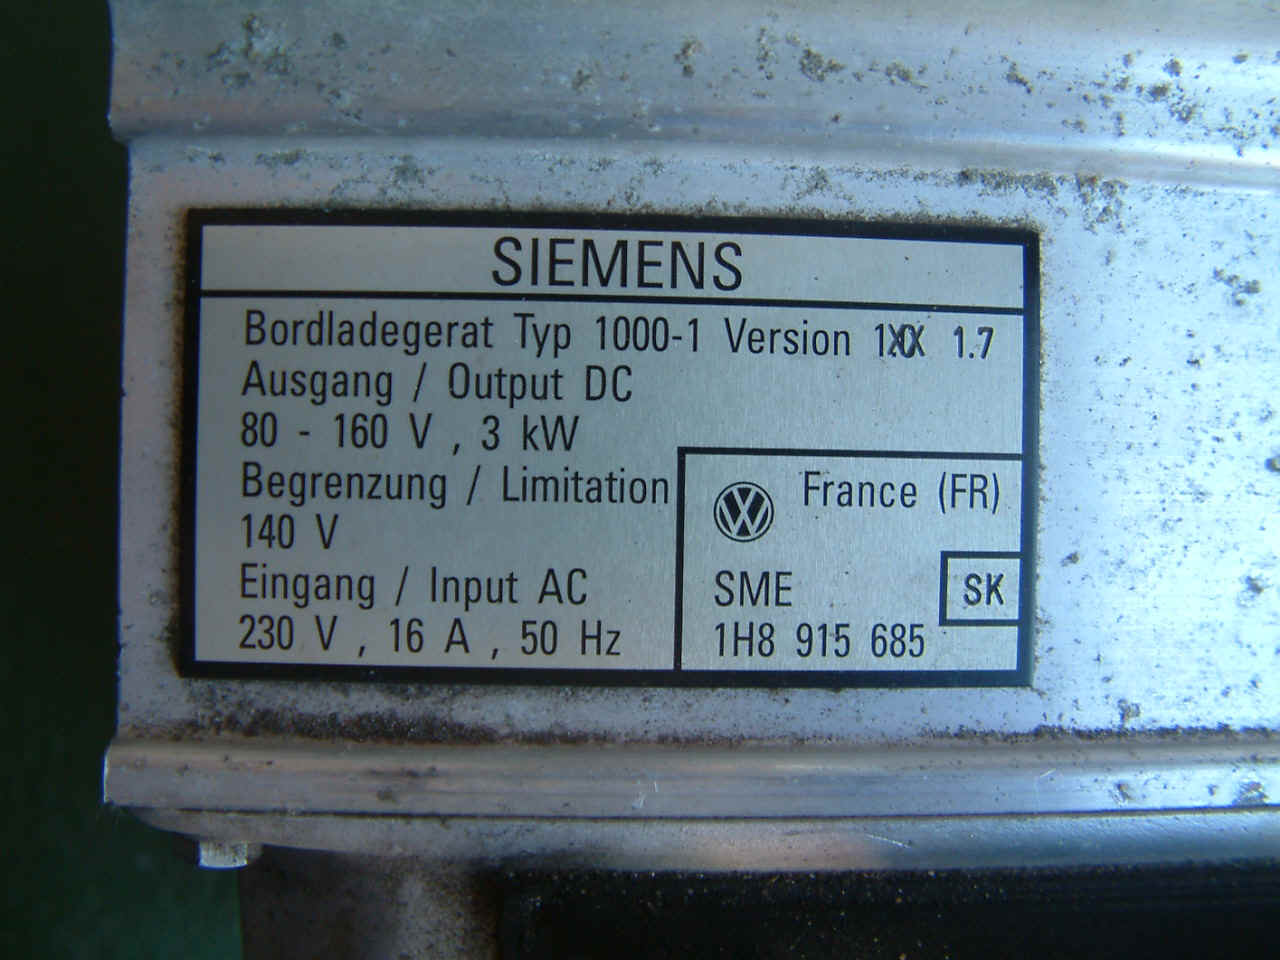 SIEMENS
Bordladegerat Typ 1000-1 Version 1XX 1.7
Ausgang / Output DC
80 - 160 V , 3 kW
Begrenzung / Limitation
140 V
Eingang / Input AC
230 V , 16 A , 50 Hz
France (FR)
SME
SK
1H8 915 685